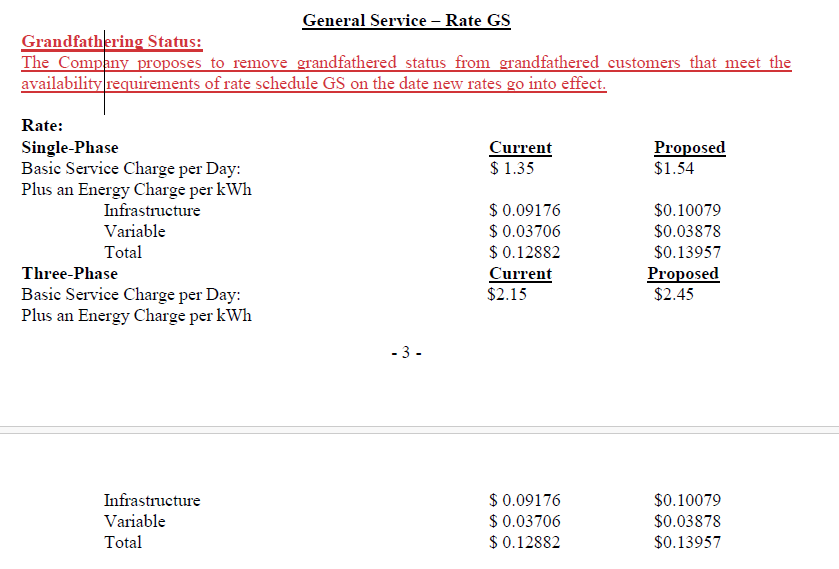 General Service – Rate GS
Grandfathering Status:
The Company proposes to remove grandfathered status from grandfathered customers that meet the
availability requirements of rate schedule GS on the date new rates go into effect.
Rate:
Single-Phase Current Proposed
Basic Service Charge per Day: $ 1.35 $1.54
Plus an Energy Charge per kWh
Infrastructure $ 0.09176 $0.10079
Variable $ 0.03706 $0.03878
Total $ 0.12882 $0.13957
Three-Phase Current Proposed
Basic Service Charge per Day: $2.15 $2.45
Plus an Energy Charge per kWh
- 3 -
Infrastructure $ 0.09176 $0.10079
Variable $ 0.03706 $0.03878
Total $ 0.12882 $0.13957